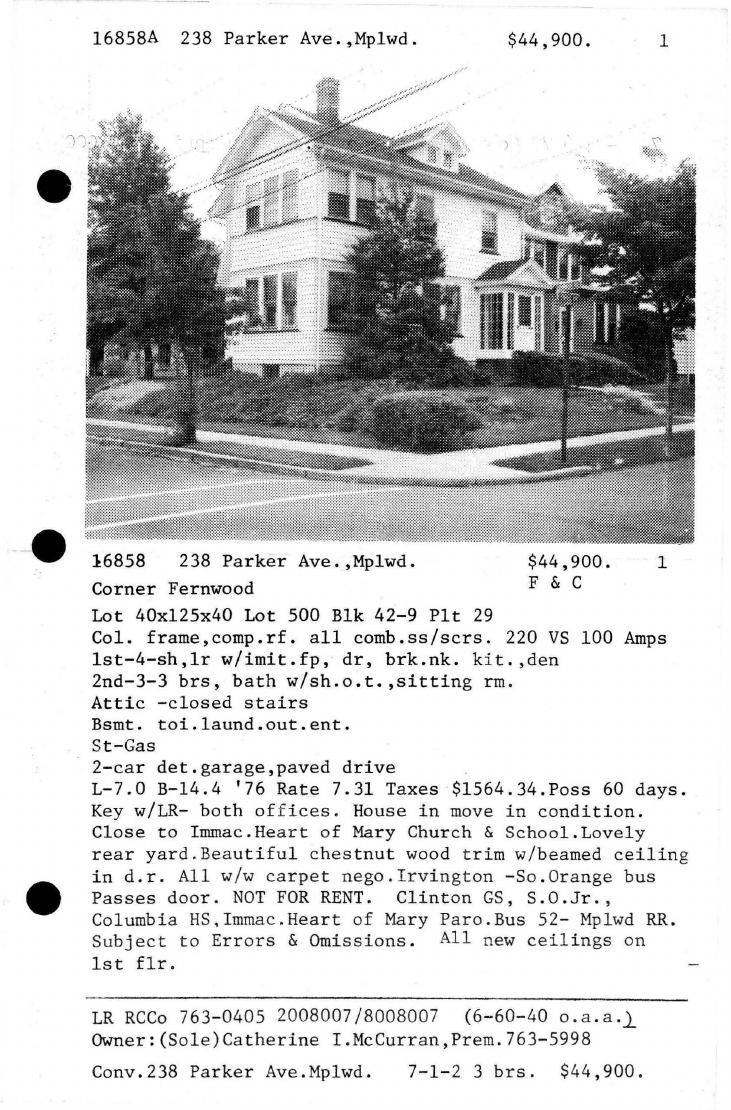 16858A 238 Parker Ave.,Mplwd. $44,900. 1
16858 238 Parker Ave.,Mplwd. $44,900. 1
Corner Fernwood F & C
Lot 40x125x40 Lot 500 Blk 42-9 Plt 29
Col. frame,comp.rf. all comb.ss/scrs. 220 VS 100 Amps
1st-4-sh,lr w/imit.fp, dr, brk.nk. kit.,den
2nd-3-3 brs, bath w/sh.o.t.,sitting rm.
Attic -closed stairs
Bsmt. toi.laund.out.ent.
St-Gas
2-car det.garage,paved drive
L-7.0 B-14.4 '76 Rate 7.31 Taxes $1564.34.Poss 60 days.
Key w/LR- both offices. House in move in condition.
Close to Immac.Heart of Mary Church & School.Lovely
rear yard.Beautiful chestnut wood trim w/beamed ceiling
in d.r. All w/w carpet nego.Irvington -So.Orange bus
Passes door. NOT FOR RENT. Clinton GS, S.O.Jr.,
Columbia HS,Immac.Heart of Mary Paro.Bus 52- Mplwd RR.
Subject to Errors & Omissions. All new ceilings on
1st flr.
LR RCCo 763-0405 2008007/8008007 (6-60-40 o.a.a.)
Owner:(Sole)Catherine I.McCurran,Prem.763-5998
Conv.238 Parker Ave.Mplwd. 7-1-2 3 brs. $44,900.